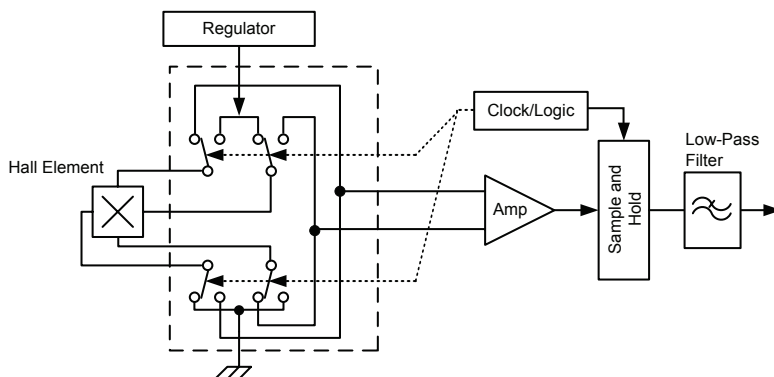 Regulator
Clock/Logic
Low-Pass
Filter
Hall Element
Amp
Sample and
Hold